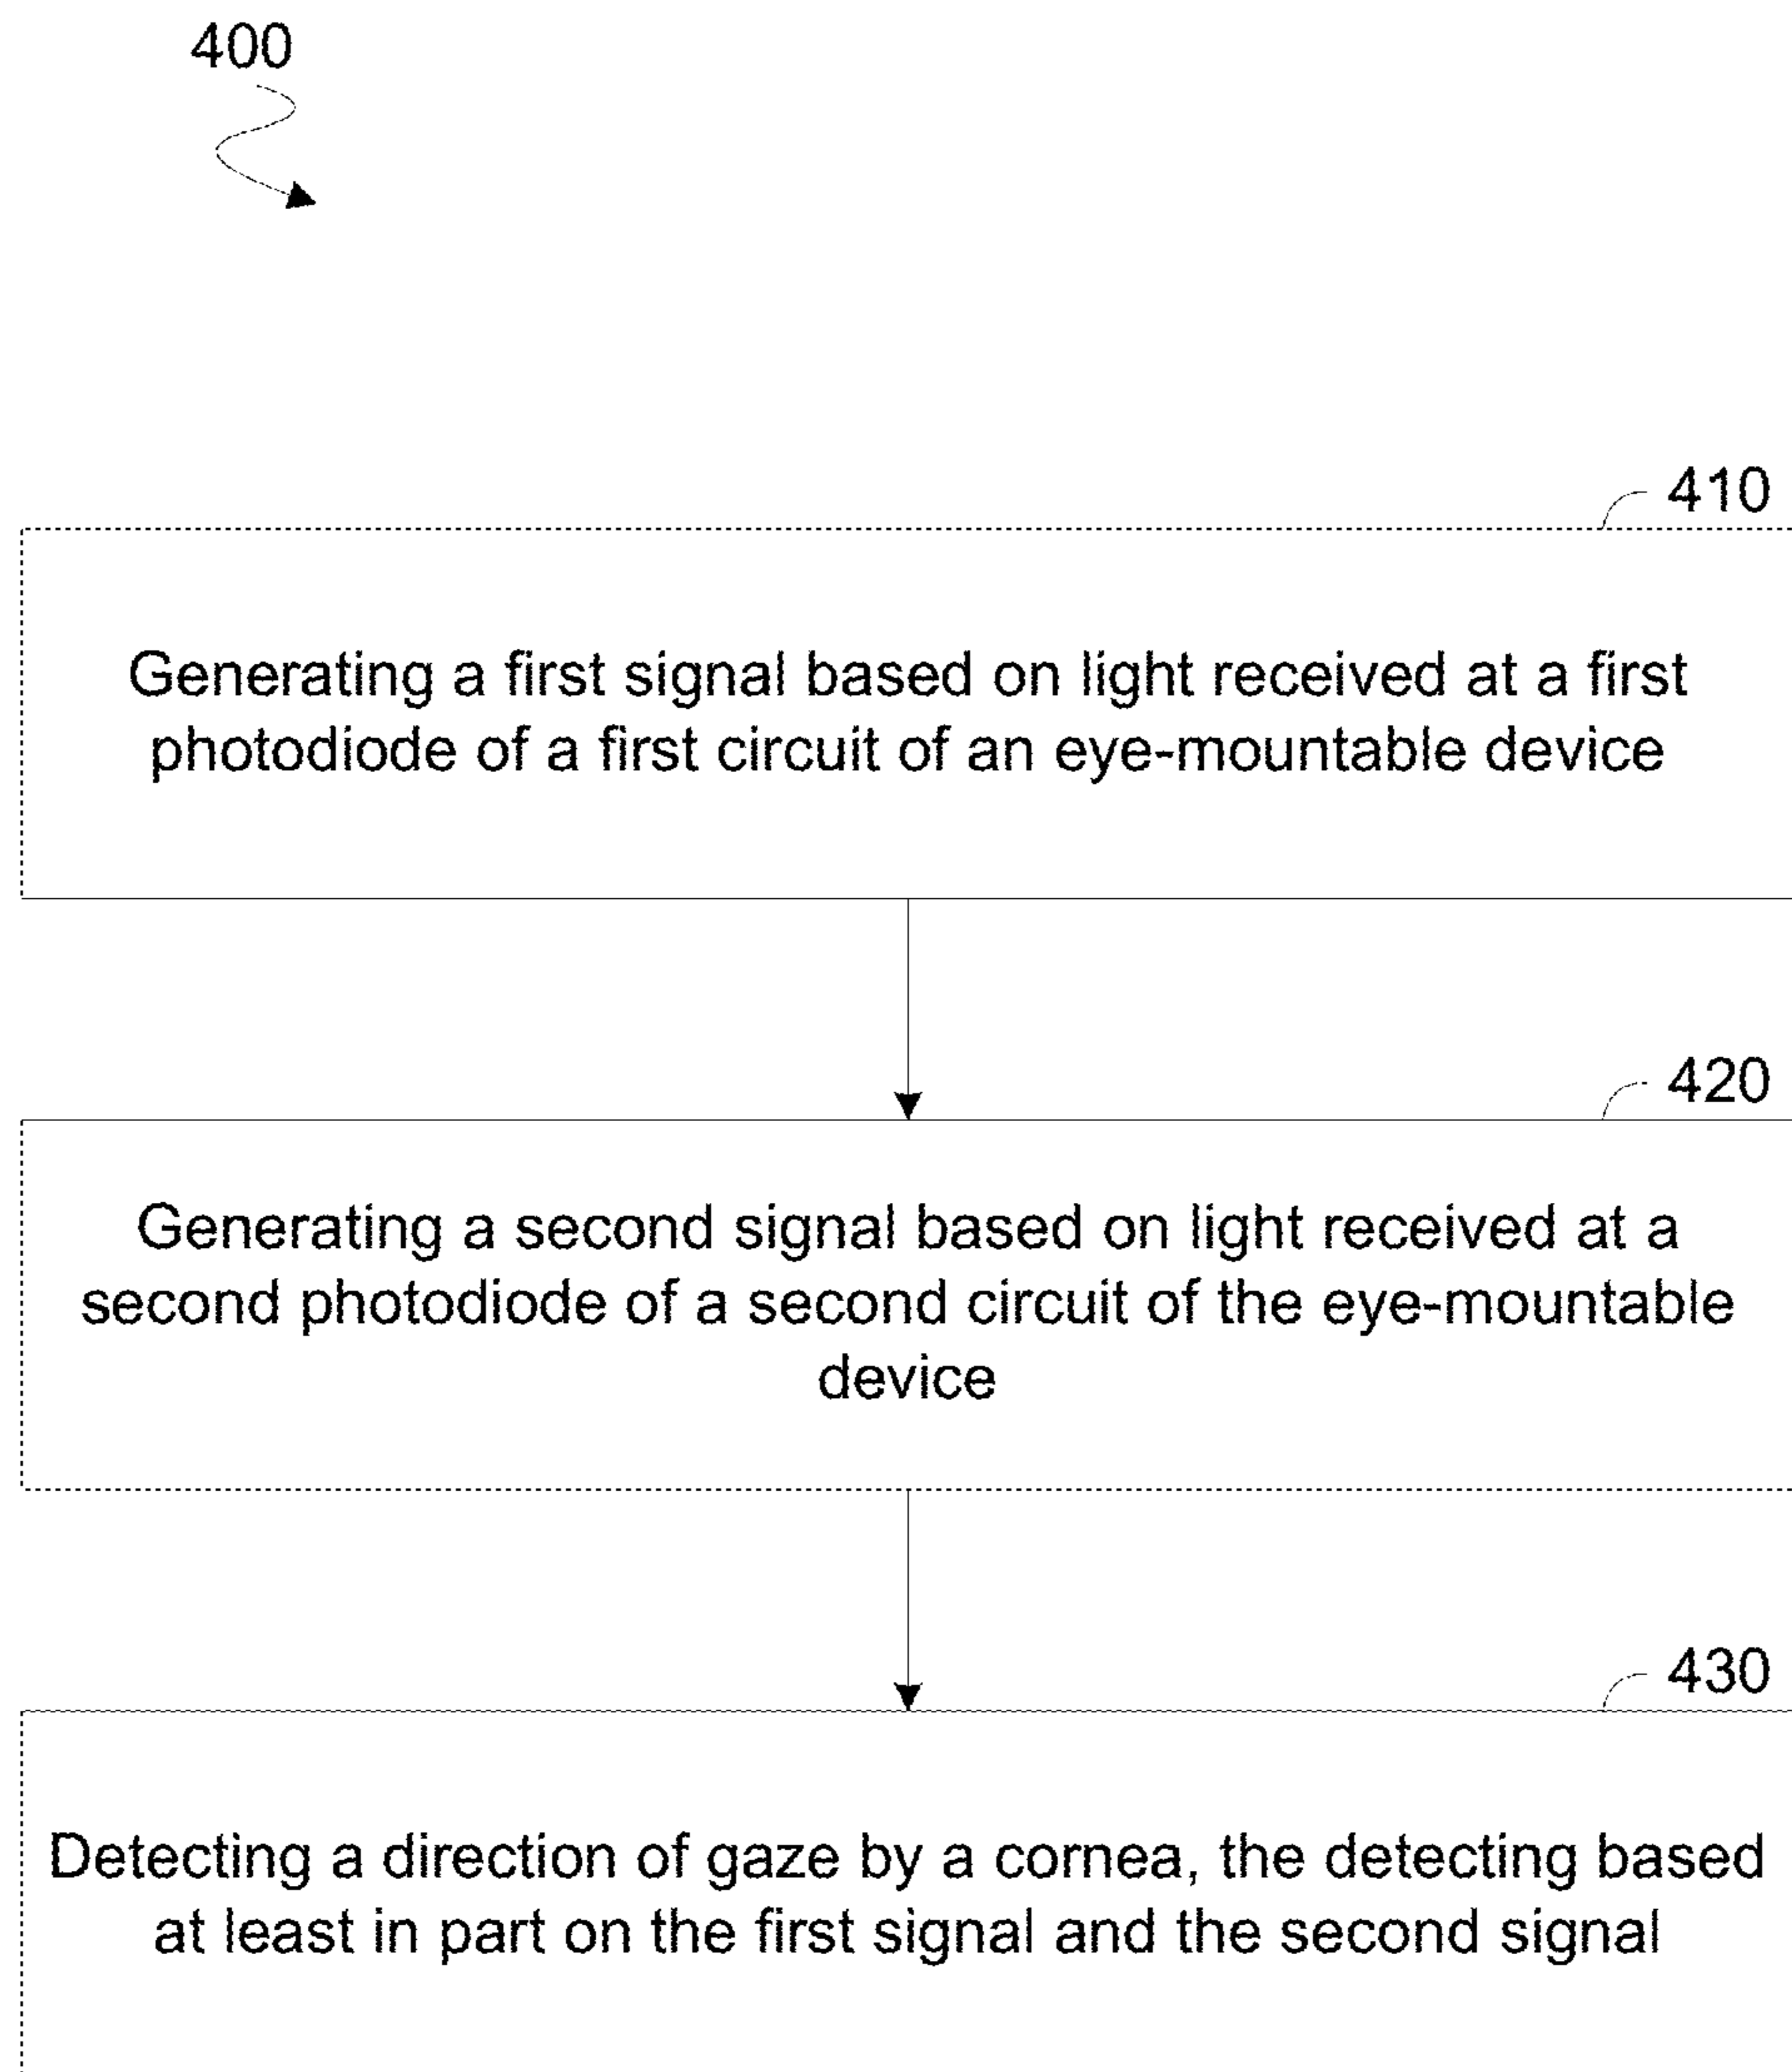 400
410
Generating a first signal based on light received at a first
photodiode of a first circuit of an eye-mountable device
420
Generating a second signal based on light received at a
second photodiode of a second circuit of the eye-mountable
device
430
Detecting a direction of gaze by a cornea, the detecting based
at least in part on the first signal and the second signal